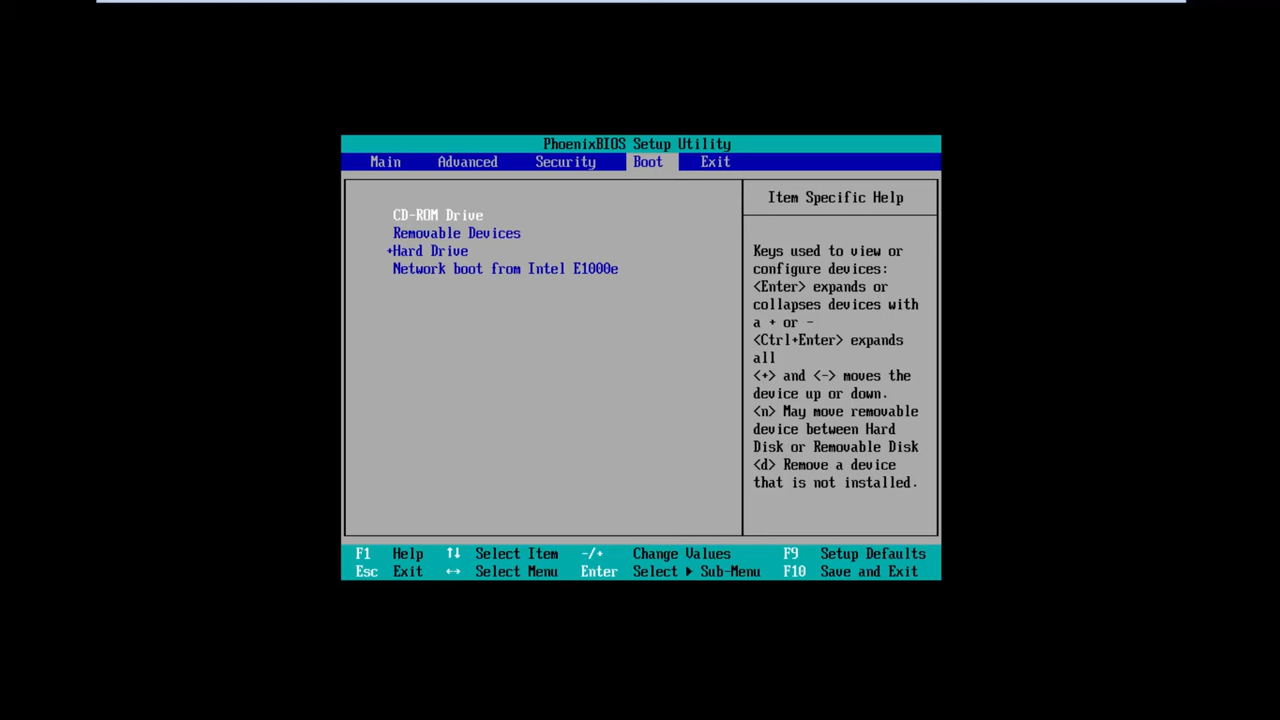 PhoenixBIOS Setup Utility
Main Advanced Security Boot Exit
CD-ROM Drive
Removable Devices
+Hard Drive
Network boot from Intel E1000e
Item Specific Help
Keys used to view or
configure devices:
<Enter> expands or
collapses devices with
a + or -
<Ctrl+Enter> expands
all
<+> and <-> moves the
device up or down.
<n> May move removable
device between Hard
Disk or Removable Disk
<d> Remove a device
that is not installed.
F1 Help ↑↓ Select Item -/+ Change Values F9 Setup Defaults
Esc Exit ↔ Select Menu Enter Select ▶ Sub-Menu F10 Save and Exit